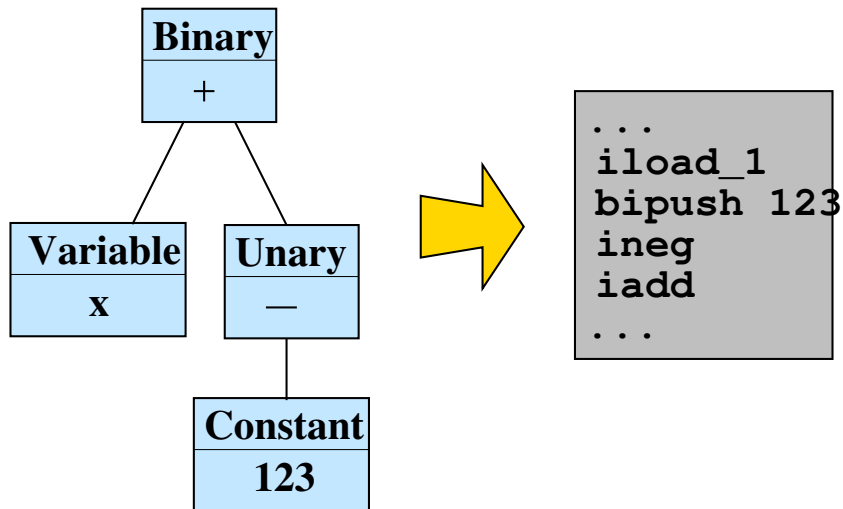 Binary
+
Variable
x
Unary
—
Constant
123
. . .
iload_1
bipush 123
ineg
iadd
. . .